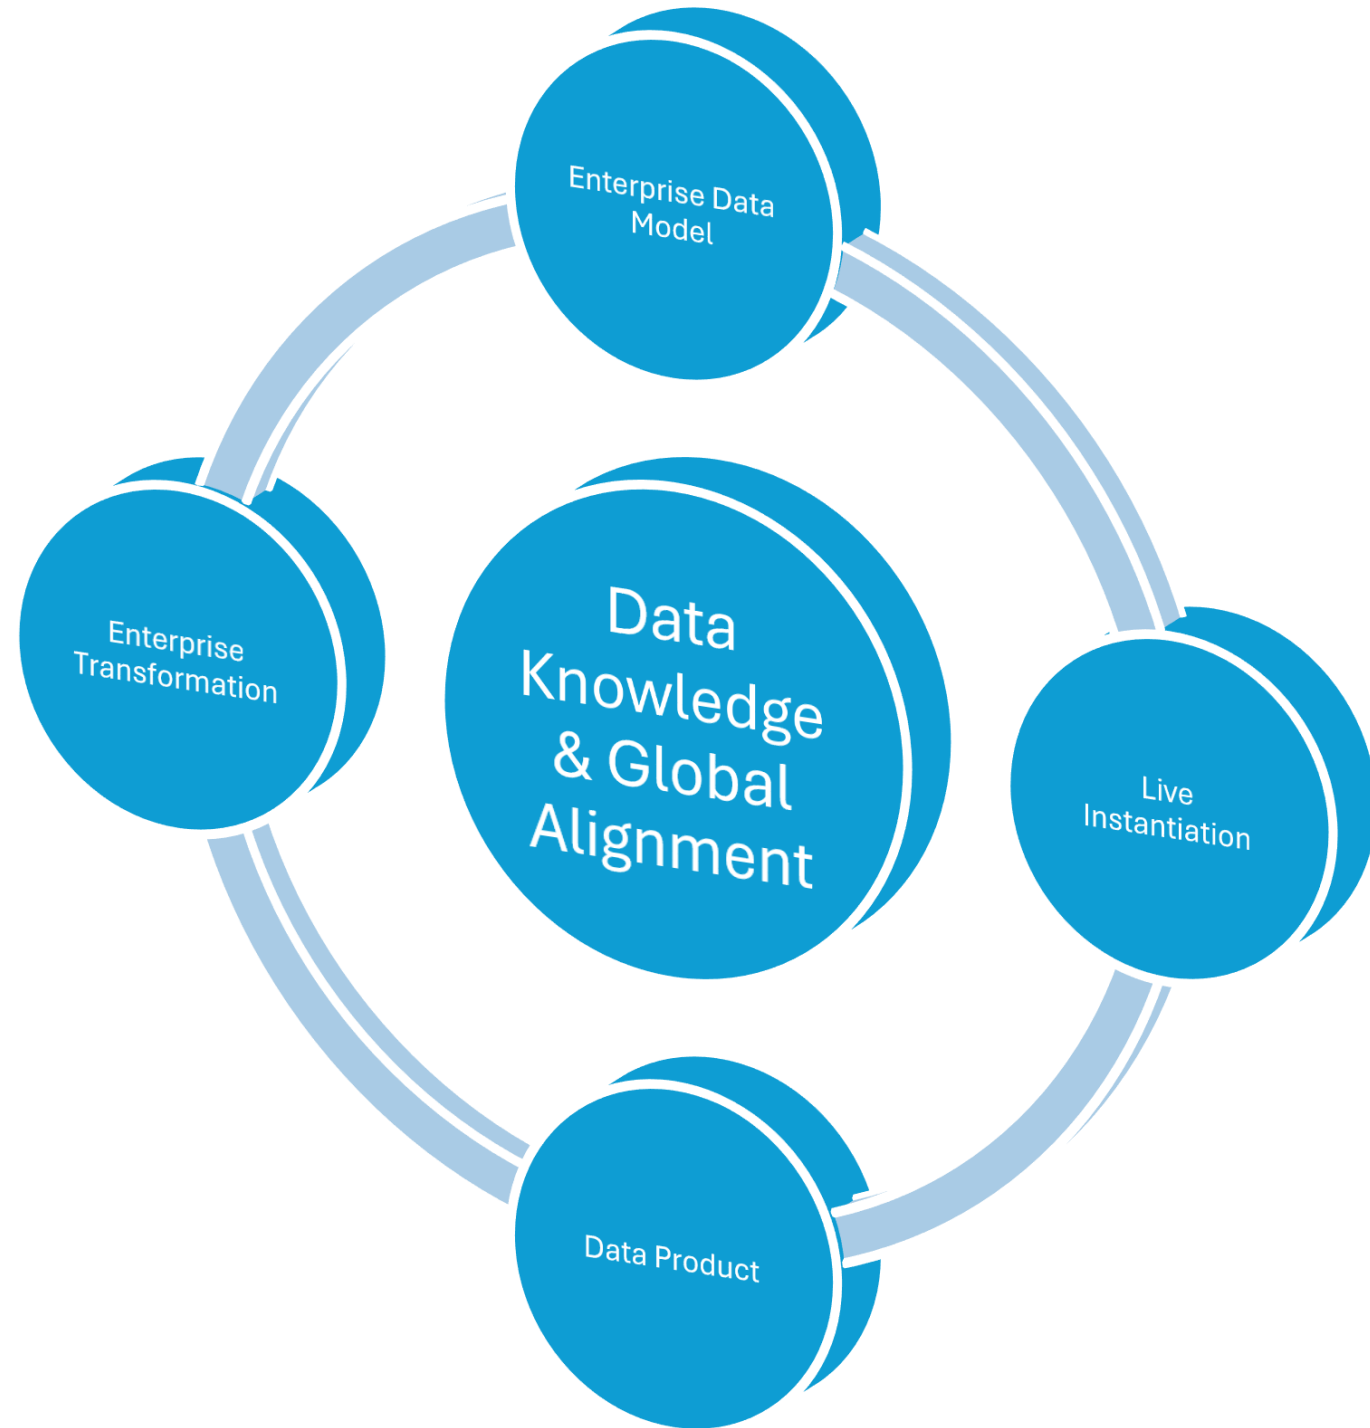 Enterprise Data
Model
Enterprise
Transformation
Data
Knowledge
& Global
Alignment
Live
Instantiation
Data Product